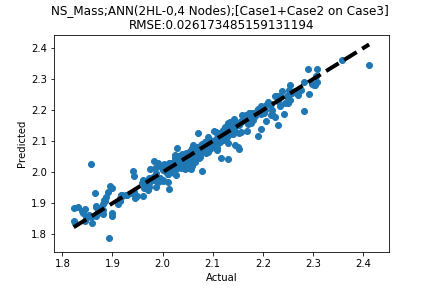 NS_Mass;ANN(2HL-0,4 Nodes);[Case1+Case2 on Case3]
RMSE:0.026173485159131194
2.4
2.3
2.2
2.1
2.0
1.9
1.8
Predicted
1.8 1.9 2.0 2.1 2.2 2.3 2.4
Actual